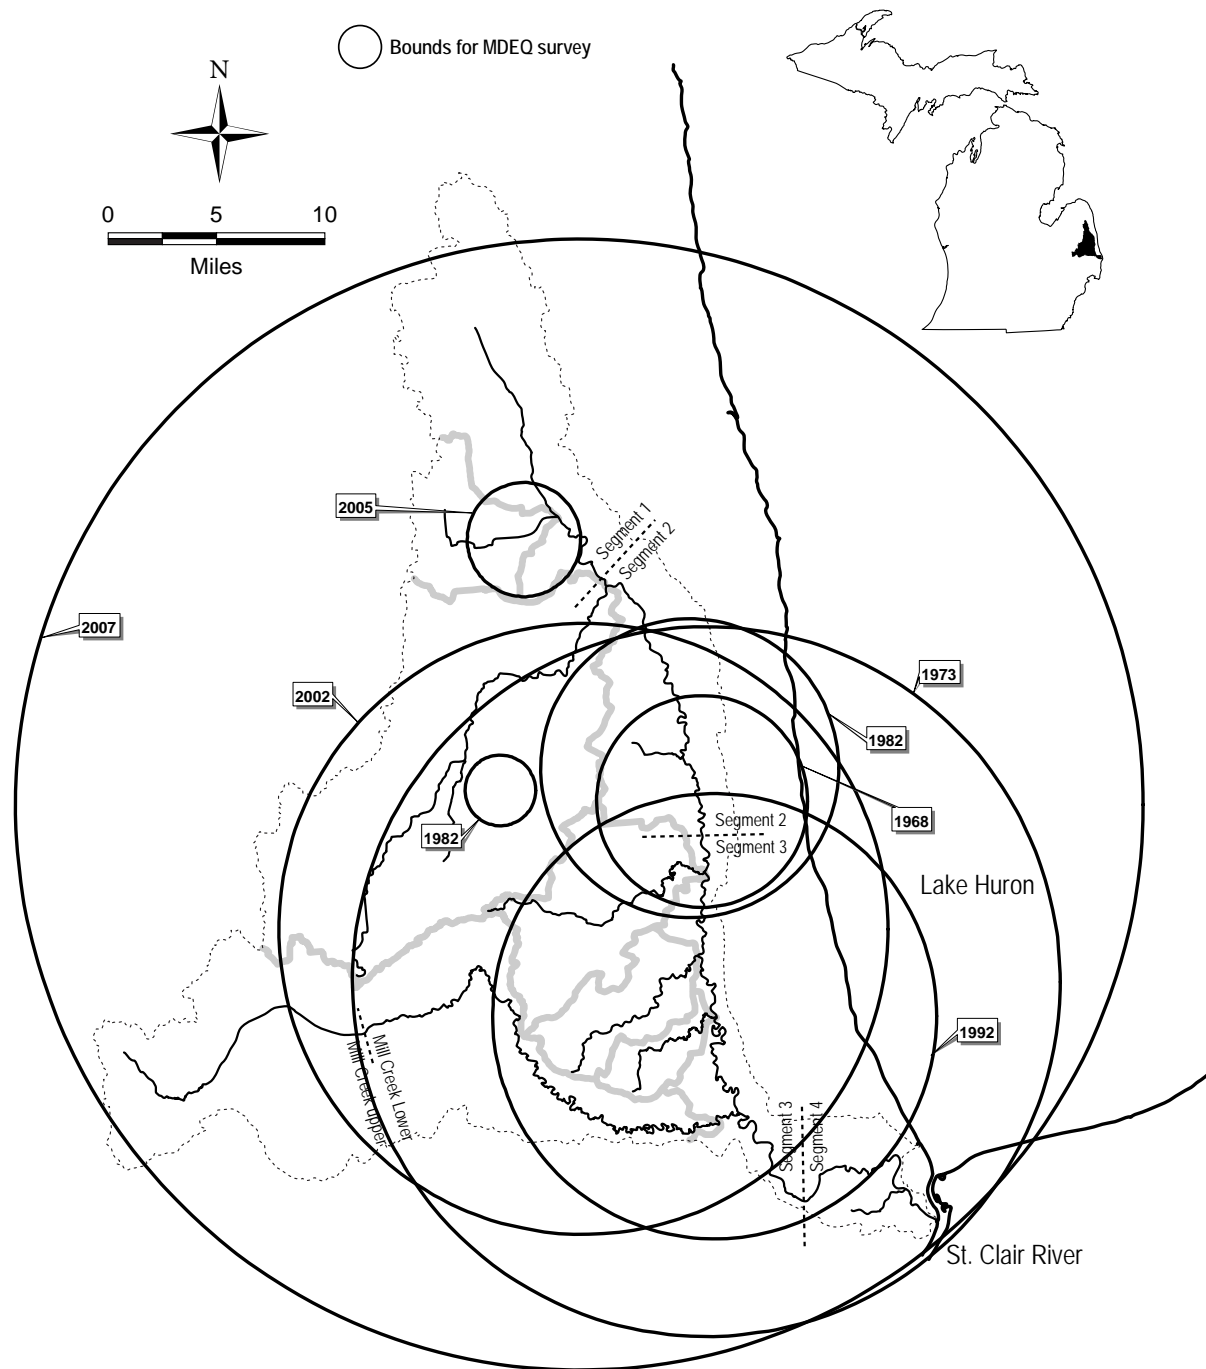 Bounds for MDEQ survey
N
0 5 10
Miles
2005
Segment 1
Segment 2
2007
2002
1973
1982
1968
1982
Segment 2
Segment 3
Lake Huron
1992
Mill Creek Lower
Mill Creek upper
Segment 3
Segment 4
St. Clair River